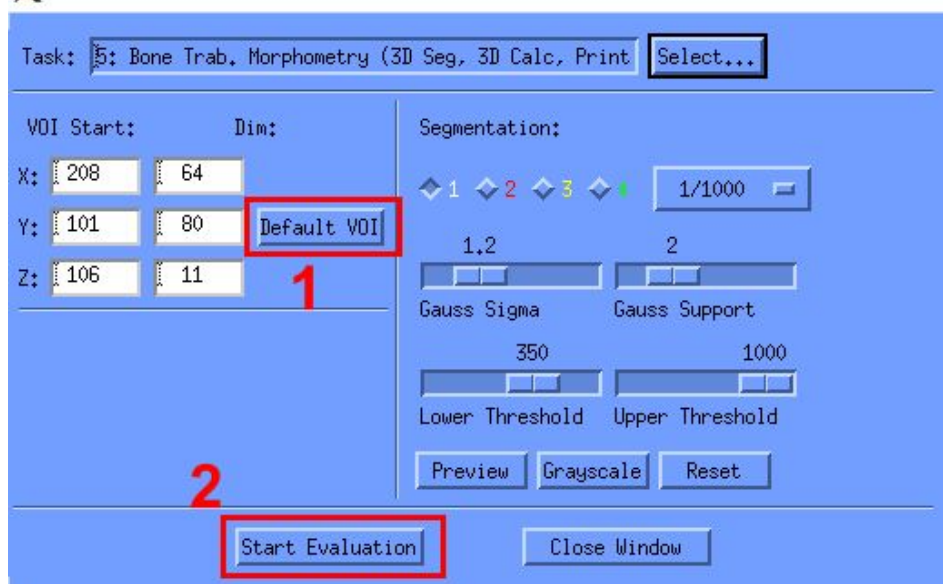 Task: 5: Bone Trab. Morphometry (3D Seg, 3D Calc, Print Select...
VOI Start: Dim:
X: 208 64
Y: 101 80 Default VOI
Z: 106 11
1
Segmentation:
1 2 3 4 1/1000
1.2 2
Gauss Sigma Gauss Support
350 1000
Lower Threshold Upper Threshold
Preview Grayscale Reset
2
Start Evaluation Close Window